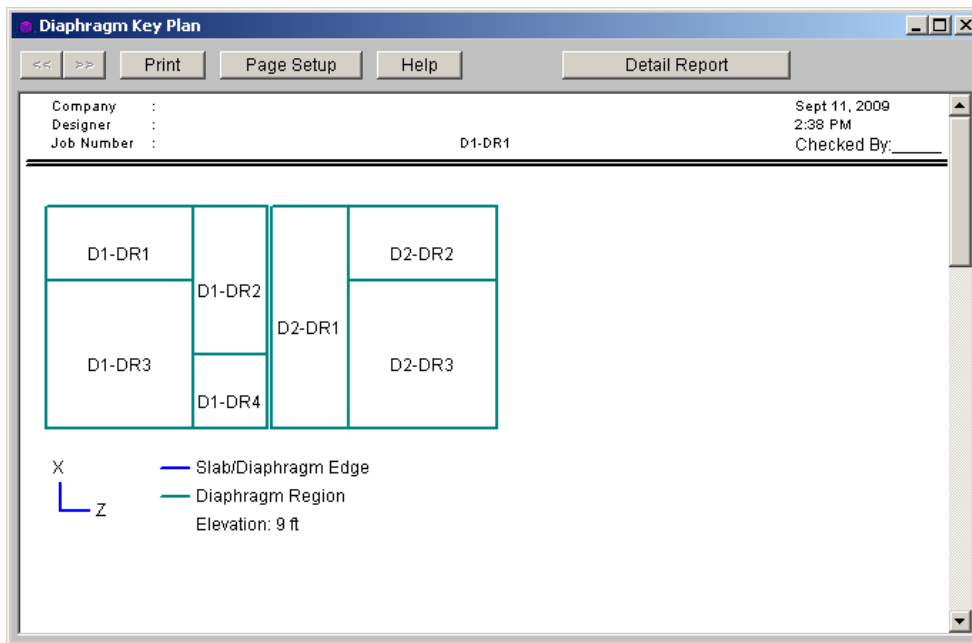 Diaphragm Key Plan
<< >> Print Page Setup Help Detail Report
Company : Sept 11, 2009
Designer : 2:38 PM
Job Number : D1-DR1 Checked By:_____
D1-DR1 D2-DR2
D1-DR2
D2-DR1
D1-DR3 D2-DR3
D1-DR4
X Slab/Diaphragm Edge
Z Diaphragm Region
Elevation: 9 ft